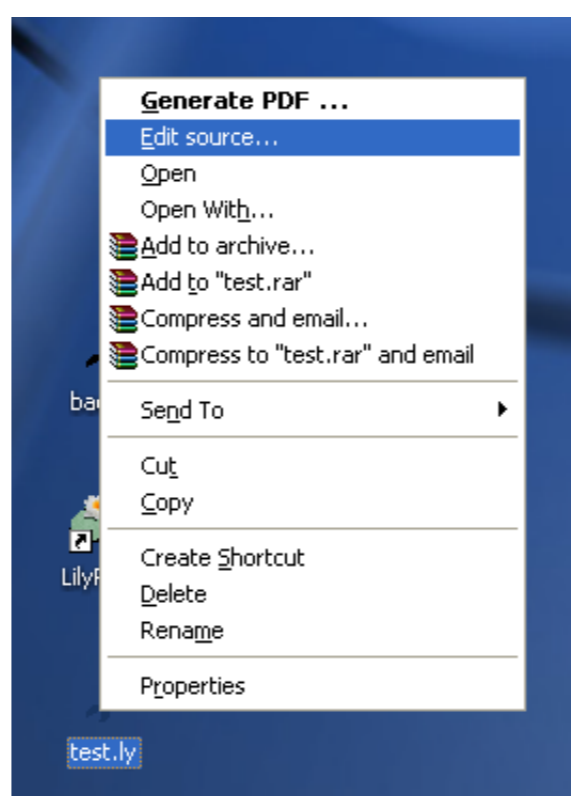 Generate PDF ...
Edit source...
Open
Open With...
Add to archive...
Add to "test.rar"
Compress and email...
Compress to "test.rar" and email
Send To
Cut
Copy
Create Shortcut
Delete
Rename
Properties
test.ly